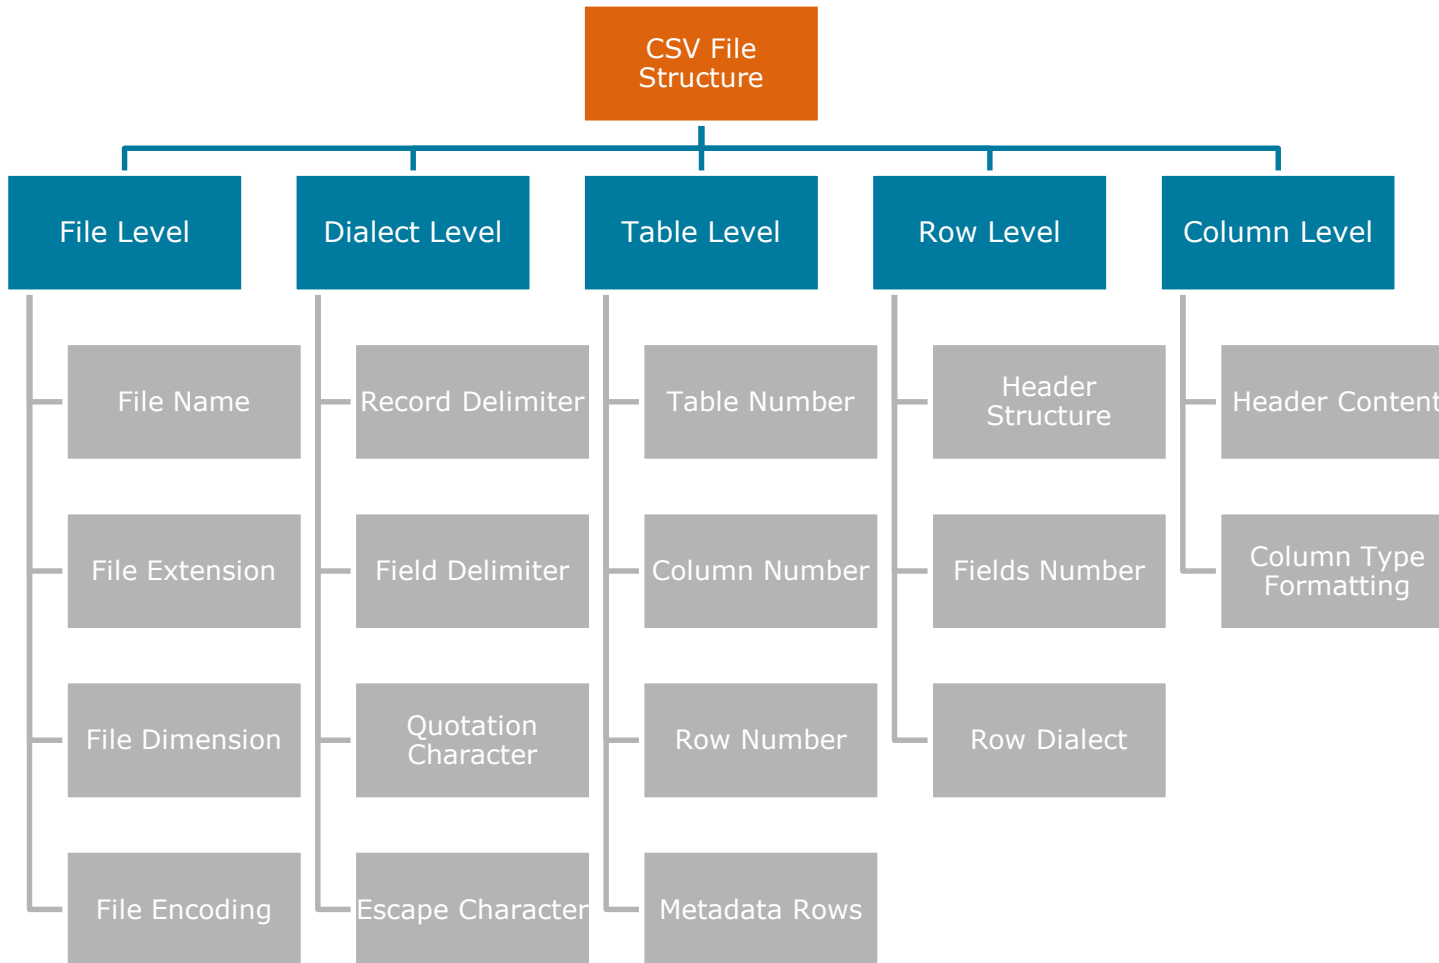 CSV File
Structure
File Level
Dialect Level
Table Level
Row Level
Column Level
File Name
File Extension
File Dimension
File Encoding
Record Delimiter
Field Delimiter
Quotation
Character
Escape Character
Table Number
Column Number
Row Number
Metadata Rows
Header
Structure
Fields Number
Row Dialect
Header Content
Column Type
Formatting